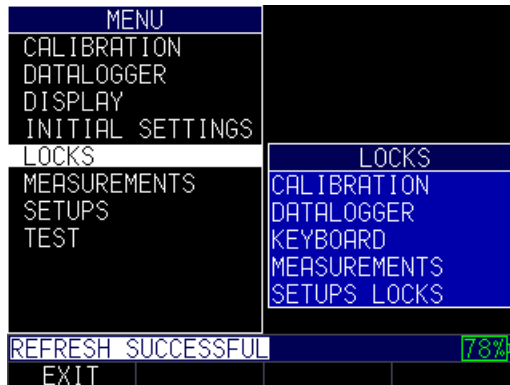 MENU
CALIBRATION
DATALOGGER
DISPLAY
INITIAL SETTINGS
LOCKS
MEASUREMENTS
SETUPS
TEST
LOCKS
CALIBRATION
DATALOGGER
KEYBOARD
MEASUREMENTS
SETUPS LOCKS
REFRESH SUCCESSFUL
78%
EXIT